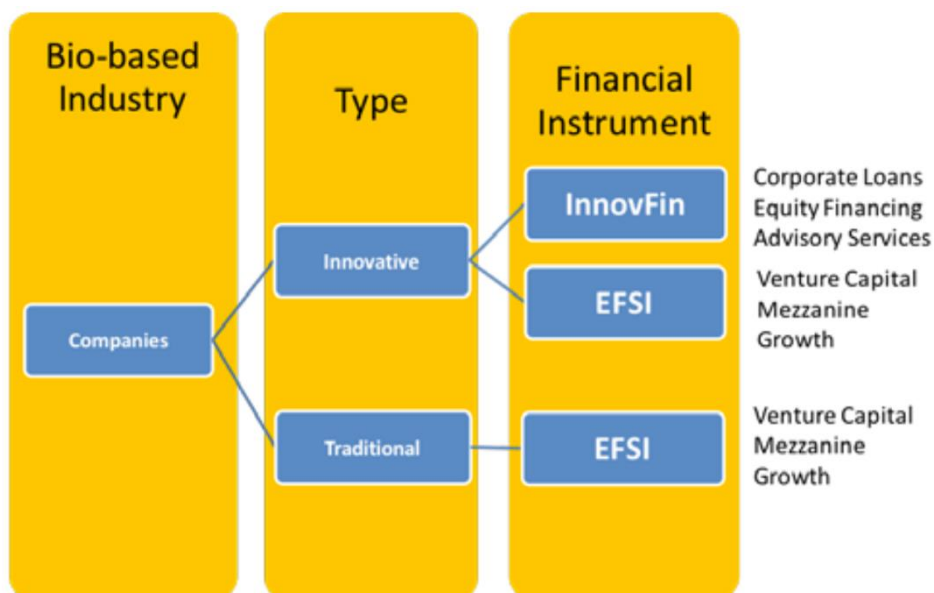 Bio-based
Industry
Type
Financial
Instrument
Companies
Innovative
Traditional
InnovFin
Corporate Loans
Equity Financing
Advisory Services
EFSI
Venture Capital
Mezzanine
Growth
EFSI
Venture Capital
Mezzanine
Growth